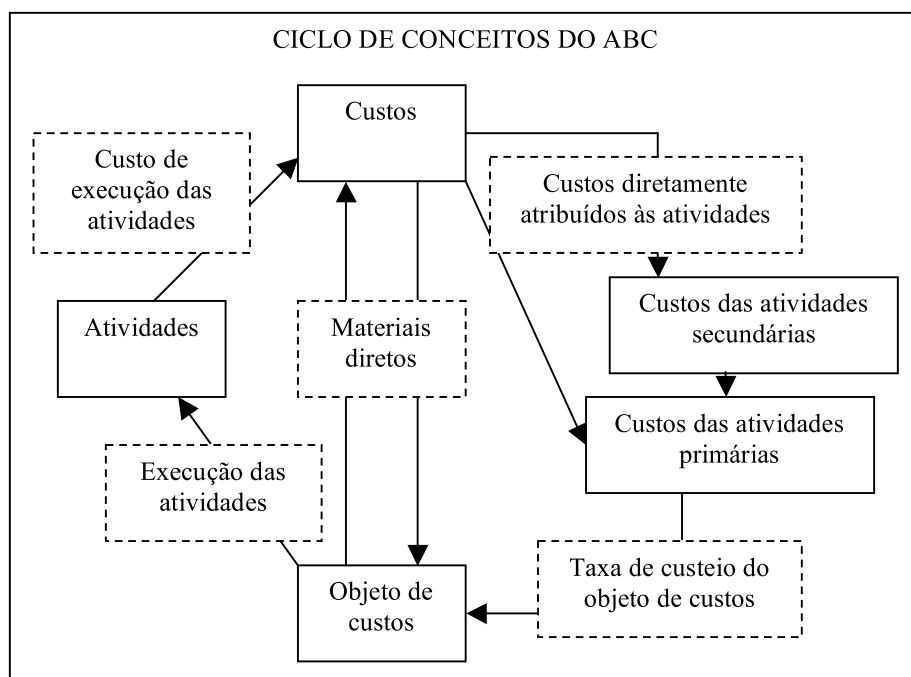 CICLO DE CONCEITOS DO ABC
Custos
Custo de
execução das
atividades
Custos diretamente
atribuídos às atividades
Custos das atividades
secundárias
Atividades
Materiais
diretos
Custos das atividades
primárias
Execução das
atividades
Taxa de custeio do
objeto de custos
Objeto de
custos